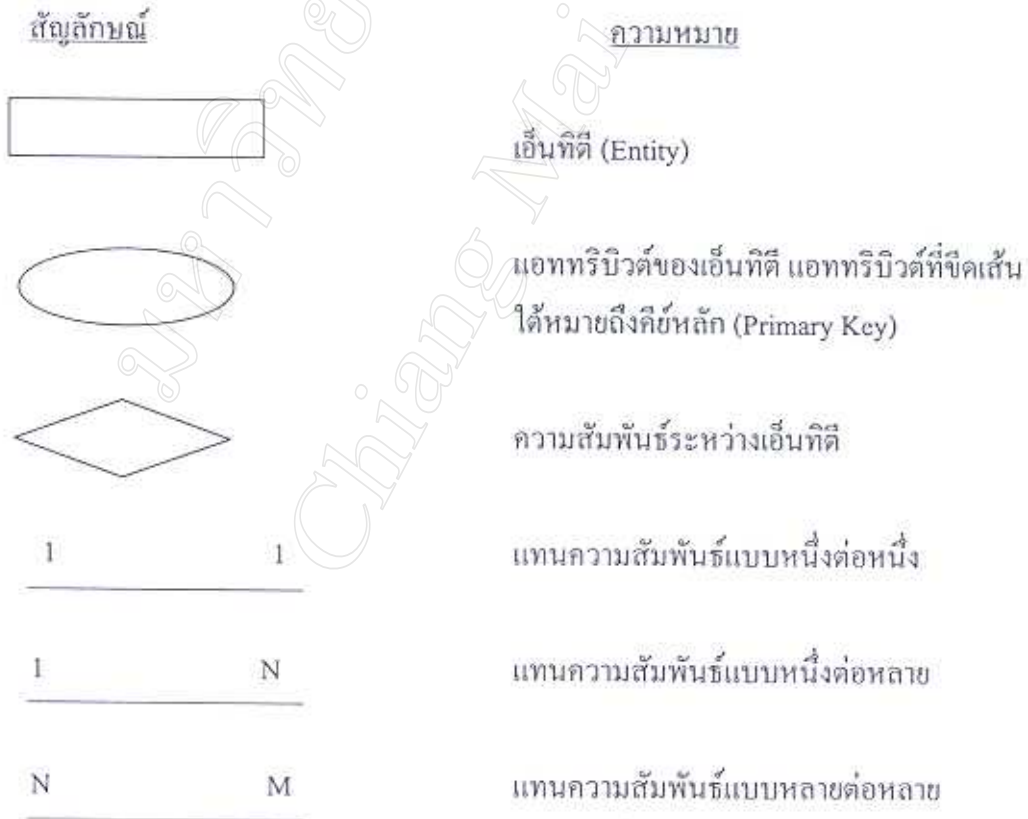 สัญลักษณ์ ความหมาย
เอ็นทิตี (Entity)
แอททริบิวต์ของเอ็นทิตี แอททริบิวต์ที่ขีดเส้น
ใต้หมายถึงคีย์หลัก (Primary Key)
ความสัมพันธ์ระหว่างเอ็นทิตี
1 1 แทนความสัมพันธ์แบบหนึ่งต่อหนึ่ง
1 N แทนความสัมพันธ์แบบหนึ่งต่อหลาย
N M แทนความสัมพันธ์แบบหลายต่อหลาย
Chiang Mai